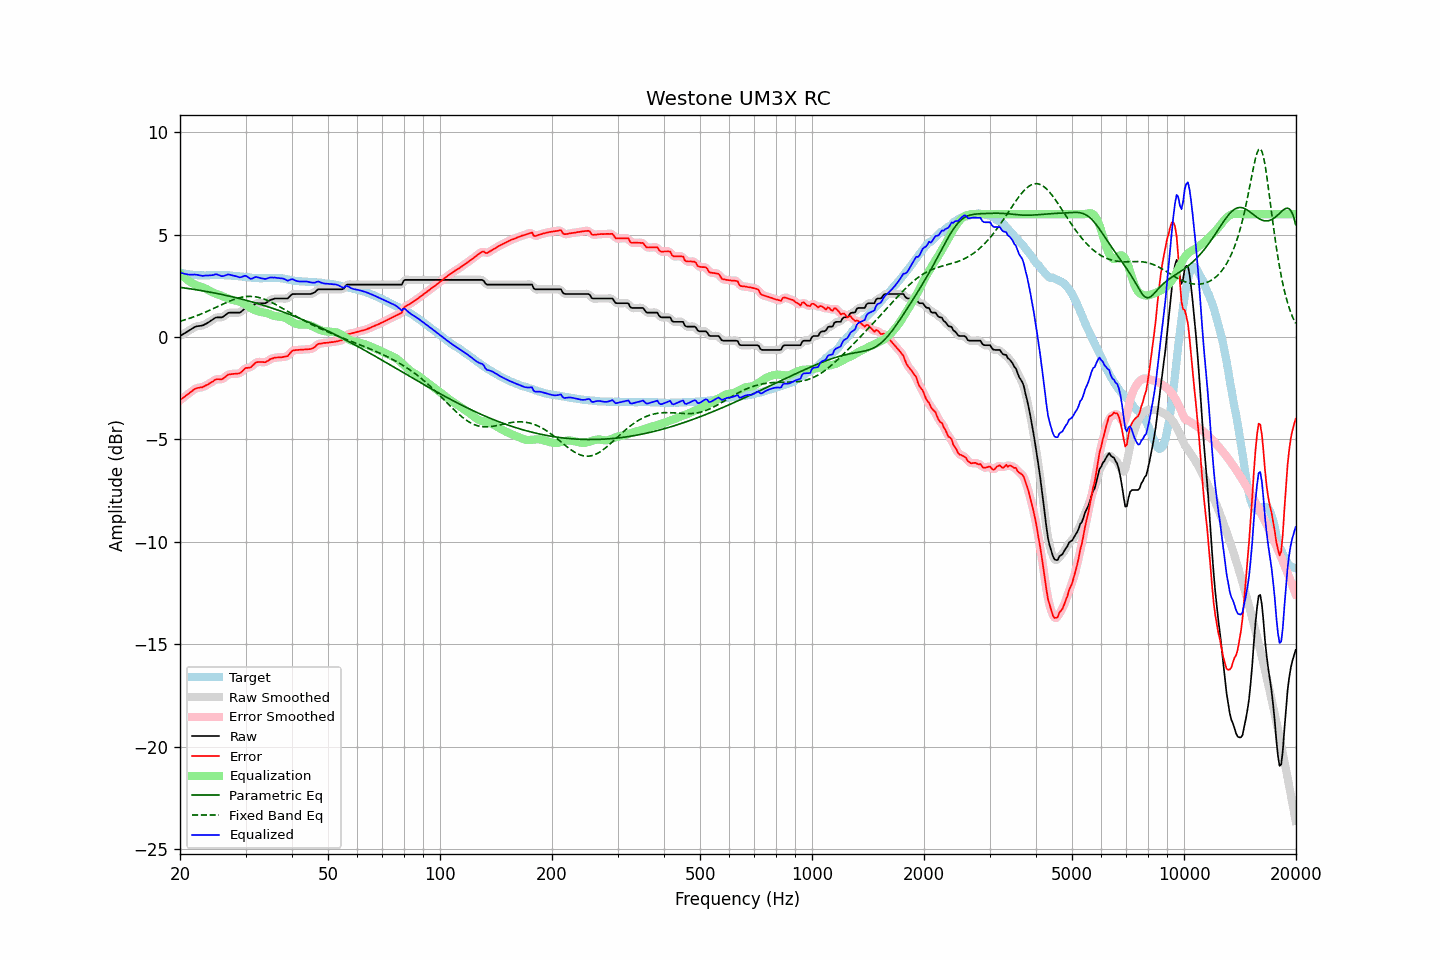 Westone UM3X RC
Amplitude (dBr)
10
5
0
−5
−10
−15
−20
−25
Target
Raw Smoothed
Error Smoothed
Raw
Error
Equalization
Parametric Eq
Fixed Band Eq
Equalized
20
50
100
200
500
1000
2000
5000
10000
20000
Frequency (Hz)